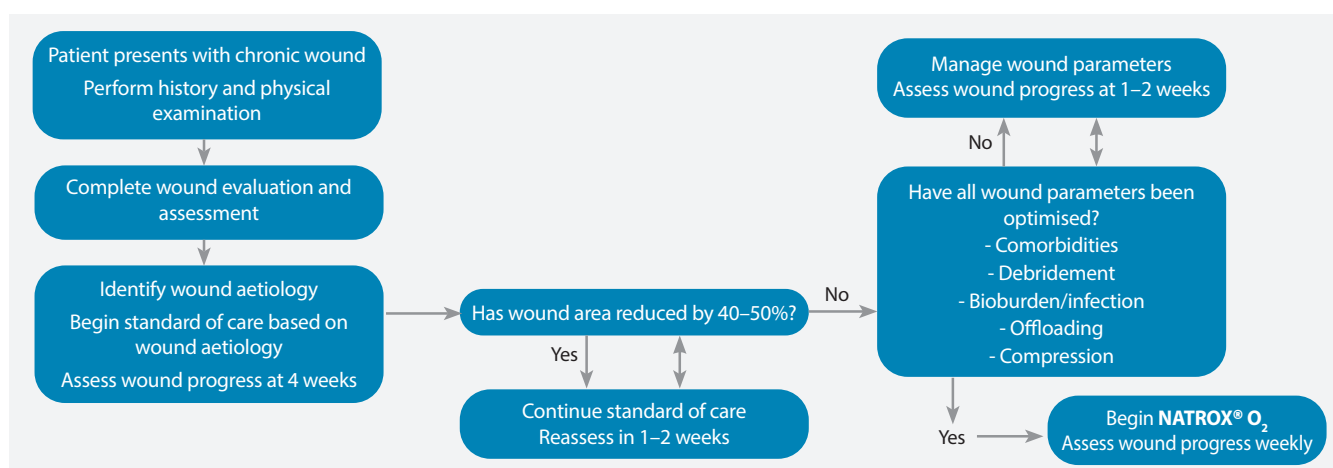 Patient presents with chronic wound
Perform history and physical
examination
Complete wound evaluation and
assessment
Identify wound aetiology
Begin standard of care based on
wound aetiology
Assess wound progress at 4 weeks
Has wound area reduced by 40–50%?
Yes
Continue standard of care
Reassess in 1–2 weeks
No
Manage wound parameters
Assess wound progress at 1–2 weeks
No
Have all wound parameters been
optimised?
- Comorbidities
- Debridement
- Bioburden/infection
- Offloading
- Compression
Yes
Begin NATROX® O₂
Assess wound progress weekly